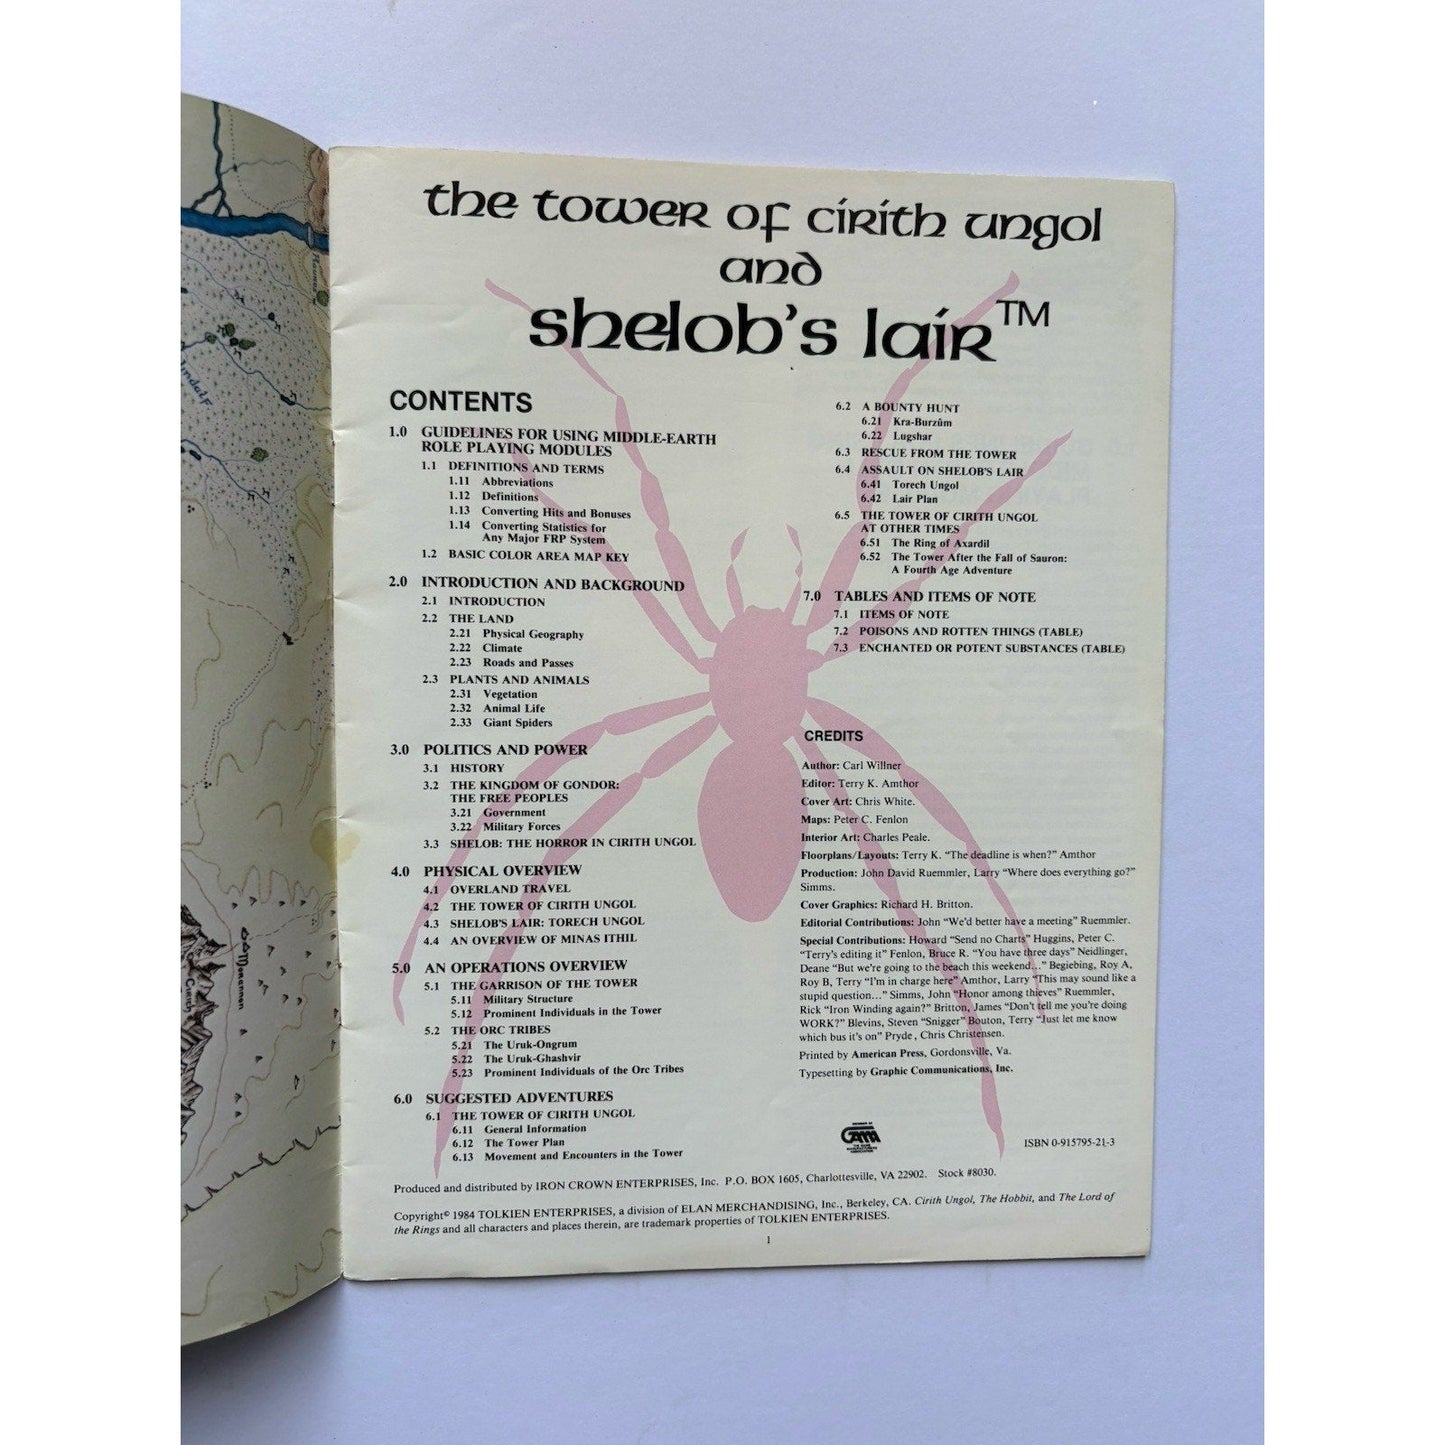 the tower of cirith ungol
and
shelob's lair™
CONTENTS
1.0 GUIDELINES FOR USING MIDDLE-EARTH
ROLE PLAYING MODULES
1.1 DEFINITIONS AND TERMS
1.11 Abbreviations
1.12 Definitions
1.13 Converting Hits and Bonuses
1.14 Converting Statistics for
Any Major FRP System
1.2 BASIC COLOR AREA MAP KEY
2.0 INTRODUCTION AND BACKGROUND
2.1 INTRODUCTION
2.2 THE LAND
2.21 Physical Geography
2.22 Climate
2.23 Roads and Passes
2.3 PLANTS AND ANIMALS
2.31 Vegetation
2.32 Animal Life
2.33 Giant Spiders
3.0 POLITICS AND POWER
3.1 HISTORY
3.2 THE KINGDOM OF GONDOR:
THE FREE PEOPLES
3.21 Government
3.22 Military Forces
3.3 SHELOB: THE HORROR IN CIRITH UNGOL
4.0 PHYSICAL OVERVIEW
4.1 OVERLAND TRAVEL
4.2 THE TOWER OF CIRITH UNGOL
4.3 SHELOB'S LAIR: TORECH UNGOL
4.4 AN OVERVIEW OF MINAS ITHIL
5.0 AN OPERATIONS OVERVIEW
5.1 THE GARRISON OF THE TOWER
5.11 Military Structure
5.12 Prominent Individuals in the Tower
5.2 THE ORC TRIBES
5.21 The Uruk-Ongrum
5.22 The Uruk-Ghashvir
5.23 Prominent Individuals of the Orc Tribes
6.0 SUGGESTED ADVENTURES
6.1 THE TOWER OF CIRITH UNGOL
6.11 General Information
6.12 The Tower Plan
6.13 Movement and Encounters in the Tower
6.2 A BOUNTY HUNT
6.21 Kra-Burzûm
6.22 Lugshar
6.3 RESCUE FROM THE TOWER
6.4 ASSAULT ON SHELOB'S LAIR
6.41 Torech Ungol
6.42 Lair Plan
6.5 THE TOWER OF CIRITH UNGOL
AT OTHER TIMES
6.51 The Ring of Axardil
6.52 The Tower After the Fall of Sauron:
A Fourth Age Adventure
7.0 TABLES AND ITEMS OF NOTE
7.1 ITEMS OF NOTE
7.2 POISONS AND ROTTEN THINGS (TABLE)
7.3 ENCHANTED OR POTENT SUBSTANCES (TABLE)
CREDITS
Author: Carl Willner
Editor: Terry K. Amthor
Cover Art: Chris White.
Maps: Peter C. Fenlon
Interior Art: Charles Peale.
Floorplans/Layouts: Terry K. "The deadline is when?" Amthor
Production: John David Ruemmler, Larry "Where does everything go?"
Simms.
Cover Graphics: Richard H. Britton.
Editorial Contributions: John "We'd better have a meeting" Ruemmler.
Special Contributions: Howard "Send no Charts" Huggins, Peter C.
"Terry's editing it" Fenlon, Bruce R. "You have three days" Neidlinger,
Deane "But we're going to the beach this weekend..." Begiebing, Roy A,
Roy B, Terry "I'm in charge here" Amthor, Larry "This may sound like a
stupid question..." Simms, John "Honor among thieves" Ruemmler,
Rick "Iron Winding again?" Britton, James "Don't tell me you're doing
WORK?" Blevins, Steven "Snigger" Bouton, Terry "Just let me know
which bus it's on" Pryde, Chris Christensen.
Printed by American Press, Gordonsville, Va.
Typesetting by Graphic Communications, Inc.
GAMA
ISBN 0-915795-21-3
Produced and distributed by IRON CROWN ENTERPRISES, Inc. P.O. BOX 1605, Charlottesville, VA 22902. Stock #8030.
Copyright© 1984 TOLKIEN ENTERPRISES, a division of ELAN MERCHANDISING, Inc., Berkeley, CA. Cirith Ungol, The Hobbit, and The Lord of
the Rings and all characters and places therein, are trademark properties of TOLKIEN ENTERPRISES.
1